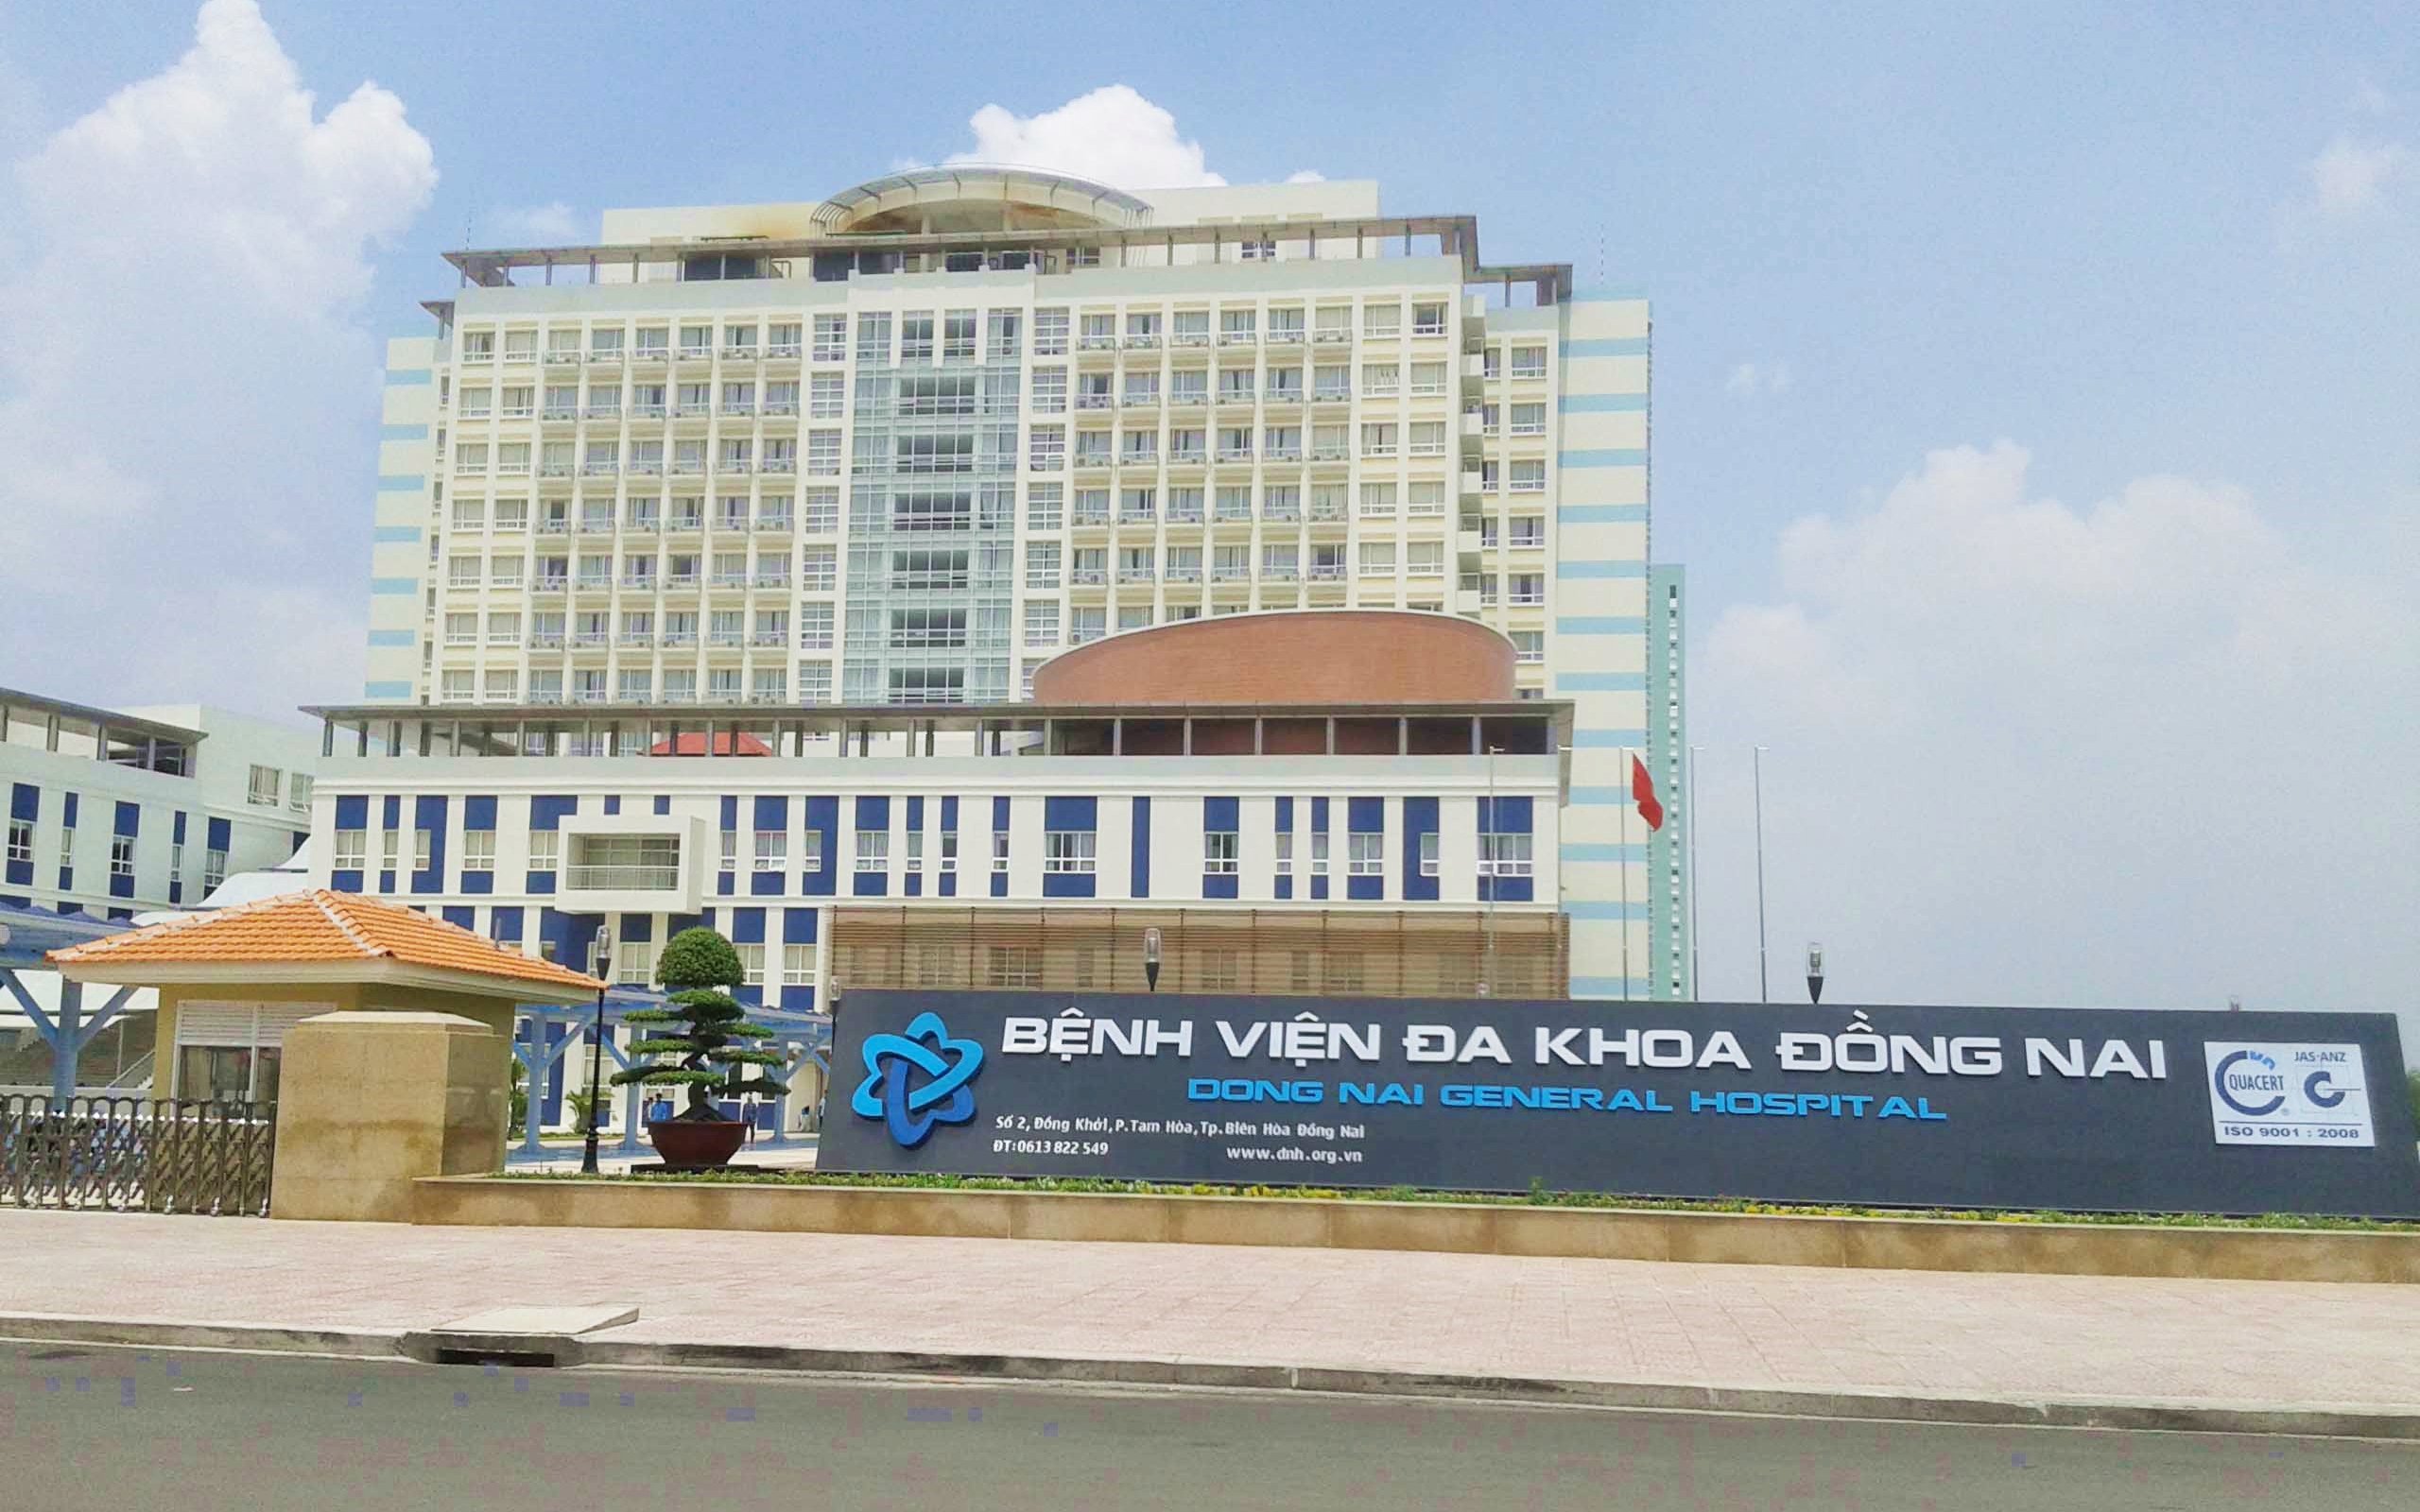 BỆNH VIỆN ĐA KHOA ĐỒNG NAI
DONG NAI GENERAL HOSPITAL
Số 2, Đồng Khởi, P.Tam Hòa, Tp.Biên Hòa Đồng Nai
ĐT:0613 822 549 www.dnh.org.vn
JAS-ANZ
QUACERT ®
ISO 9001 : 2008